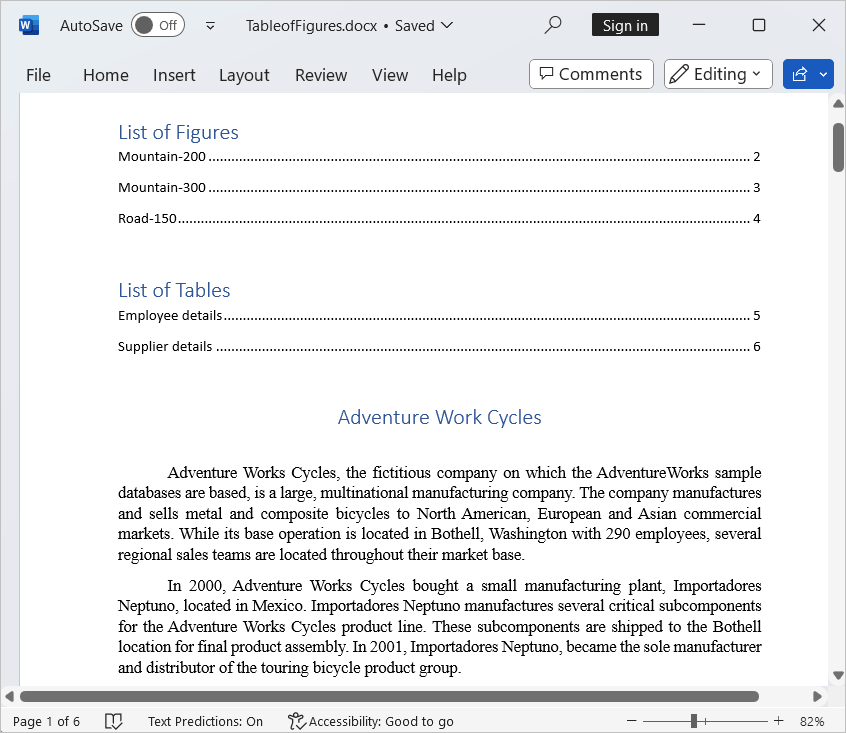 W AutoSave Off TableofFigures.docx • Saved Sign in
File Home Insert Layout Review View Help Comments Editing
List of Figures
Mountain-200 ........................................................................ 2
Mountain-300 ........................................................................ 3
Road-150 ........................................................................ 4
List of Tables
Employee details ........................................................................ 5
Supplier details ........................................................................ 6
Adventure Work Cycles
Adventure Works Cycles, the fictitious company on which the AdventureWorks sample
databases are based, is a large, multinational manufacturing company. The company manufactures
and sells metal and composite bicycles to North American, European and Asian commercial
markets. While its base operation is located in Bothell, Washington with 290 employees, several
regional sales teams are located throughout their market base.
In 2000, Adventure Works Cycles bought a small manufacturing plant, Importadores
Neptuno, located in Mexico. Importadores Neptuno manufactures several critical subcomponents
for the Adventure Works Cycles product line. These subcomponents are shipped to the Bothell
location for final product assembly. In 2001, Importadores Neptuno, became the sole manufacturer
and distributor of the touring bicycle product group.
Page 1 of 6 Text Predictions: On Accessibility: Good to go 82%